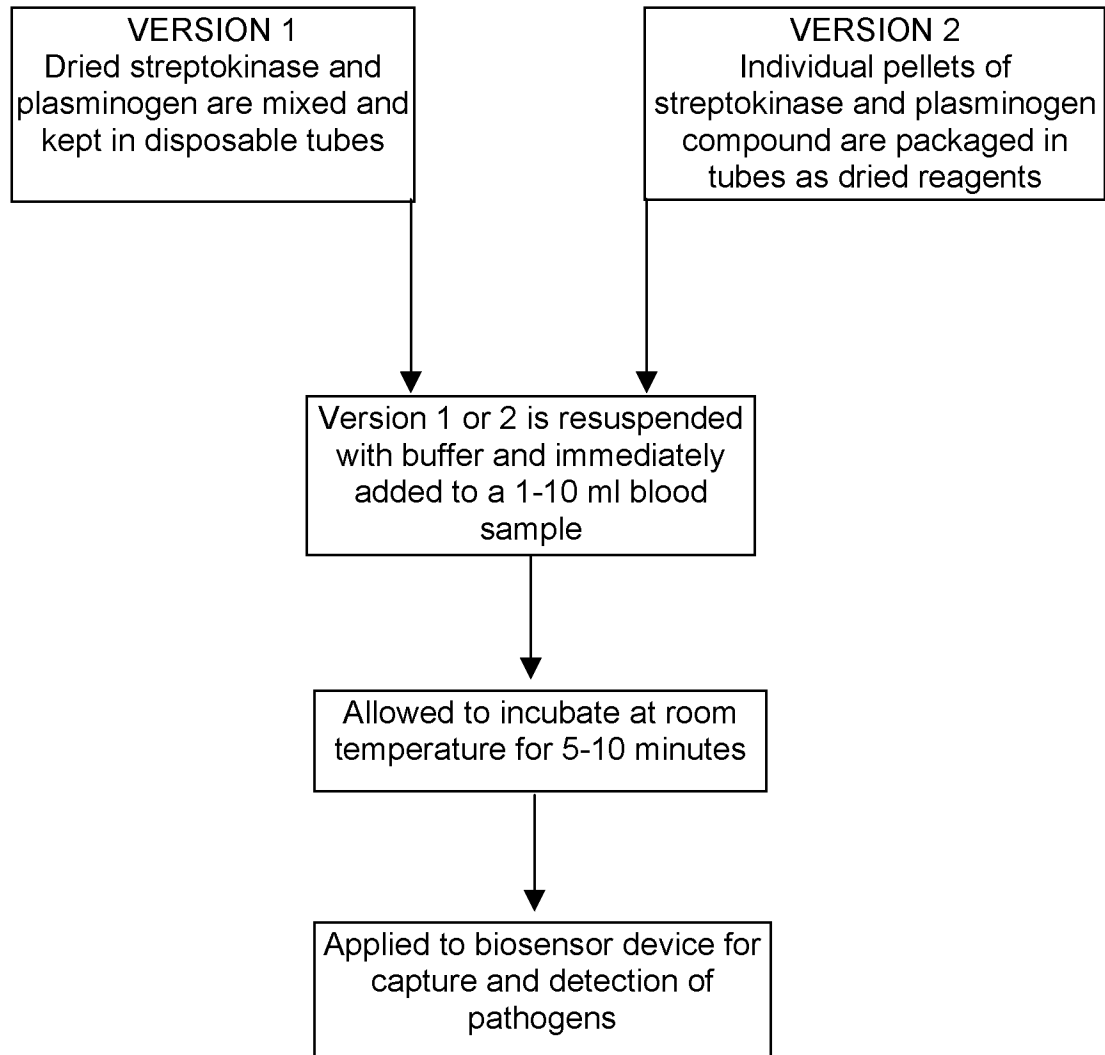 VERSION 1
Dried streptokinase and
plasminogen are mixed and
kept in disposable tubes
VERSION 2
Individual pellets of
streptokinase and plasminogen
compound are packaged in
tubes as dried reagents
Version 1 or 2 is resuspended
with buffer and immediately
added to a 1-10 ml blood
sample
Allowed to incubate at room
temperature for 5-10 minutes
Applied to biosensor device for
capture and detection of
pathogens